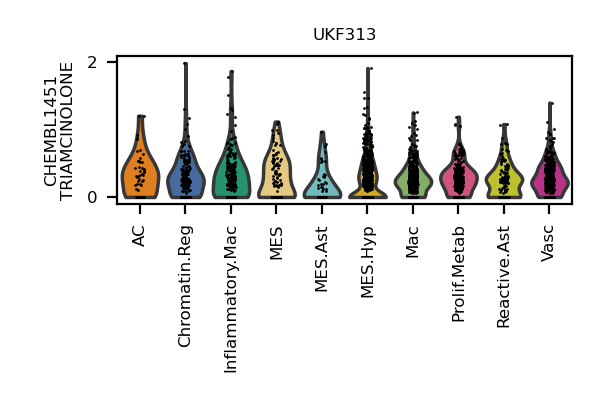 UKF313
CHEMBL1451
TRIAMCINOLONE
2
0
AC
Chromatin.Reg
Inflammatory.Mac
MES
MES.Ast
MES.Hyp
Mac
Prolif.Metab
Reactive.Ast
Vasc